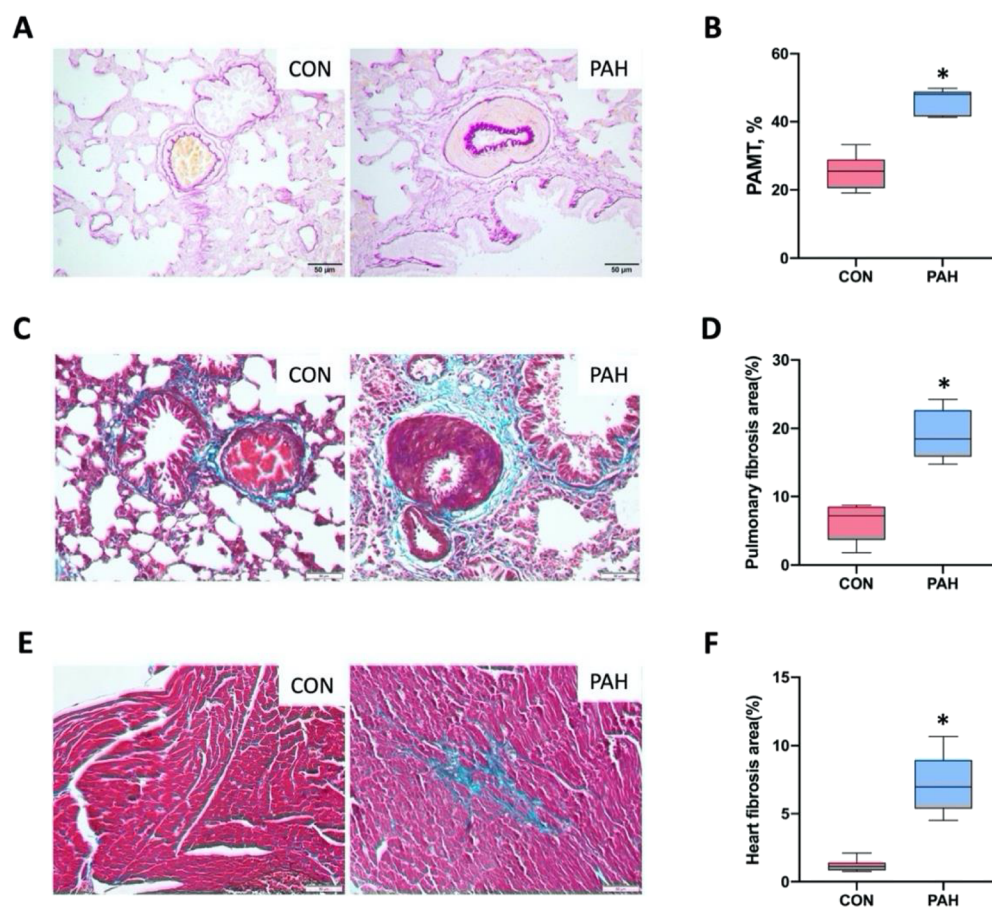 A
CON
PAH
50 µm
50 µm
B
PAMT, %
60
40
20
0
*
CON
PAH
C
CON
PAH
D
Pulmonary fibrosis area(%)
30
20
10
0
*
CON
PAH
E
CON
PAH
F
Heart fibrosis area(%)
15
10
5
0
*
CON
PAH